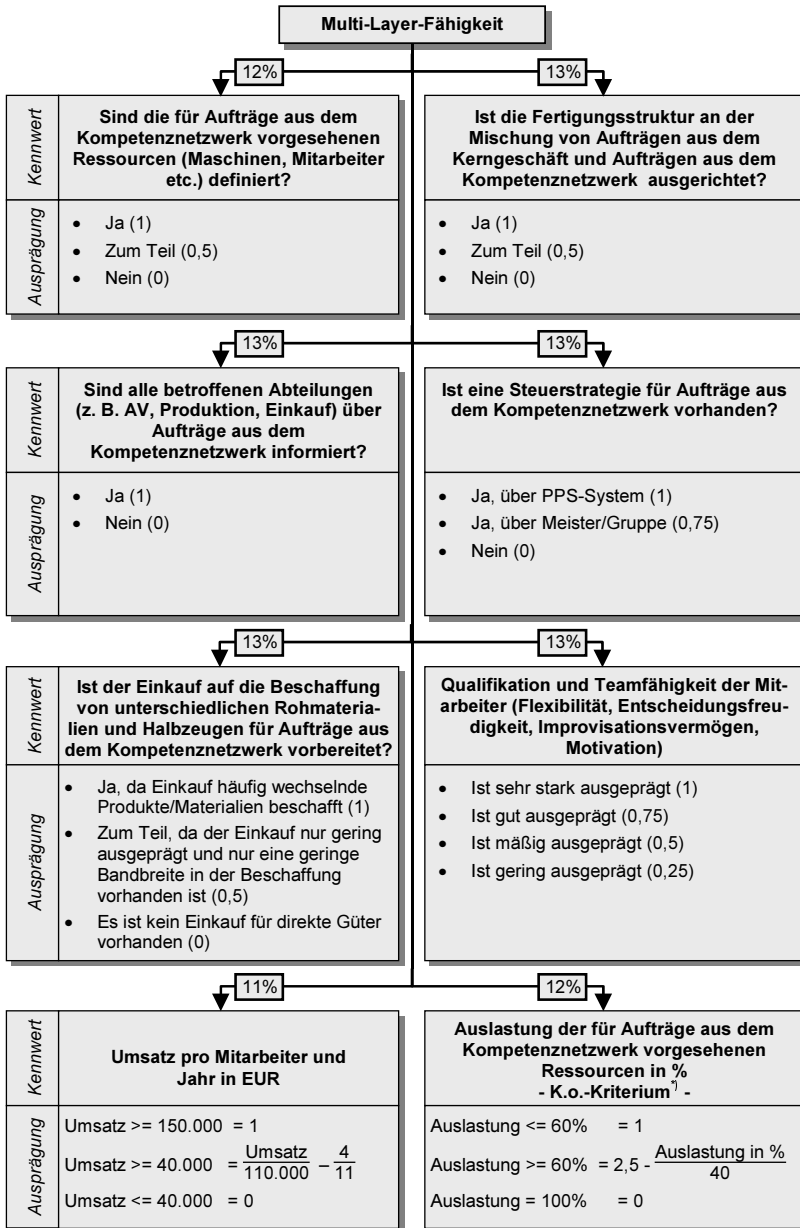 Multi-Layer-Fähigkeit
12%
13%
Kennwert
Sind die für Aufträge aus dem
Kompetenznetzwerk vorgesehenen
Ressourcen (Maschinen, Mitarbeiter
etc.) definiert?
Ausprägung
• Ja (1)
• Zum Teil (0,5)
• Nein (0)
Kennwert
Ist die Fertigungsstruktur an der
Mischung von Aufträgen aus dem
Kerngeschäft und Aufträgen aus dem
Kompetenznetzwerk ausgerichtet?
Ausprägung
• Ja (1)
• Zum Teil (0,5)
• Nein (0)
13%
13%
Kennwert
Sind alle betroffenen Abteilungen
(z. B. AV, Produktion, Einkauf) über
Aufträge aus dem
Kompetenznetzwerk informiert?
Ausprägung
• Ja (1)
• Nein (0)
Kennwert
Ist eine Steuerstrategie für Aufträge aus
dem Kompetenznetzwerk vorhanden?
Ausprägung
• Ja, über PPS-System (1)
• Ja, über Meister/Gruppe (0,75)
• Nein (0)
13%
13%
Kennwert
Ist der Einkauf auf die Beschaffung
von unterschiedlichen Rohmateria-
lien und Halbzeugen für Aufträge aus
dem Kompetenznetzwerk vorbereitet?
Ausprägung
• Ja, da Einkauf häufig wechselnde
Produkte/Materialien beschafft (1)
• Zum Teil, da der Einkauf nur gering
ausgeprägt und nur eine geringe
Bandbreite in der Beschaffung
vorhanden ist (0,5)
• Es ist kein Einkauf für direkte Güter
vorhanden (0)
Kennwert
Qualifikation und Teamfähigkeit der Mit-
arbeiter (Flexibilität, Entscheidungsfreu-
digkeit, Improvisationsvermögen,
Motivation)
Ausprägung
• Ist sehr stark ausgeprägt (1)
• Ist gut ausgeprägt (0,75)
• Ist mäßig ausgeprägt (0,5)
• Ist gering ausgeprägt (0,25)
11%
12%
Kennwert
Umsatz pro Mitarbeiter und
Jahr in EUR
Ausprägung
Umsatz >= 150.000 = 1
Umsatz >= 40.000 = Umsatz/110.000 – 4/11
Umsatz <= 40.000 = 0
Kennwert
Auslastung der für Aufträge aus dem
Kompetenznetzwerk vorgesehenen
Ressourcen in %
- K.o.-Kriterium*) -
Ausprägung
Auslastung <= 60% = 1
Auslastung >= 60% = 2,5 - Auslastung in %/40
Auslastung = 100% = 0